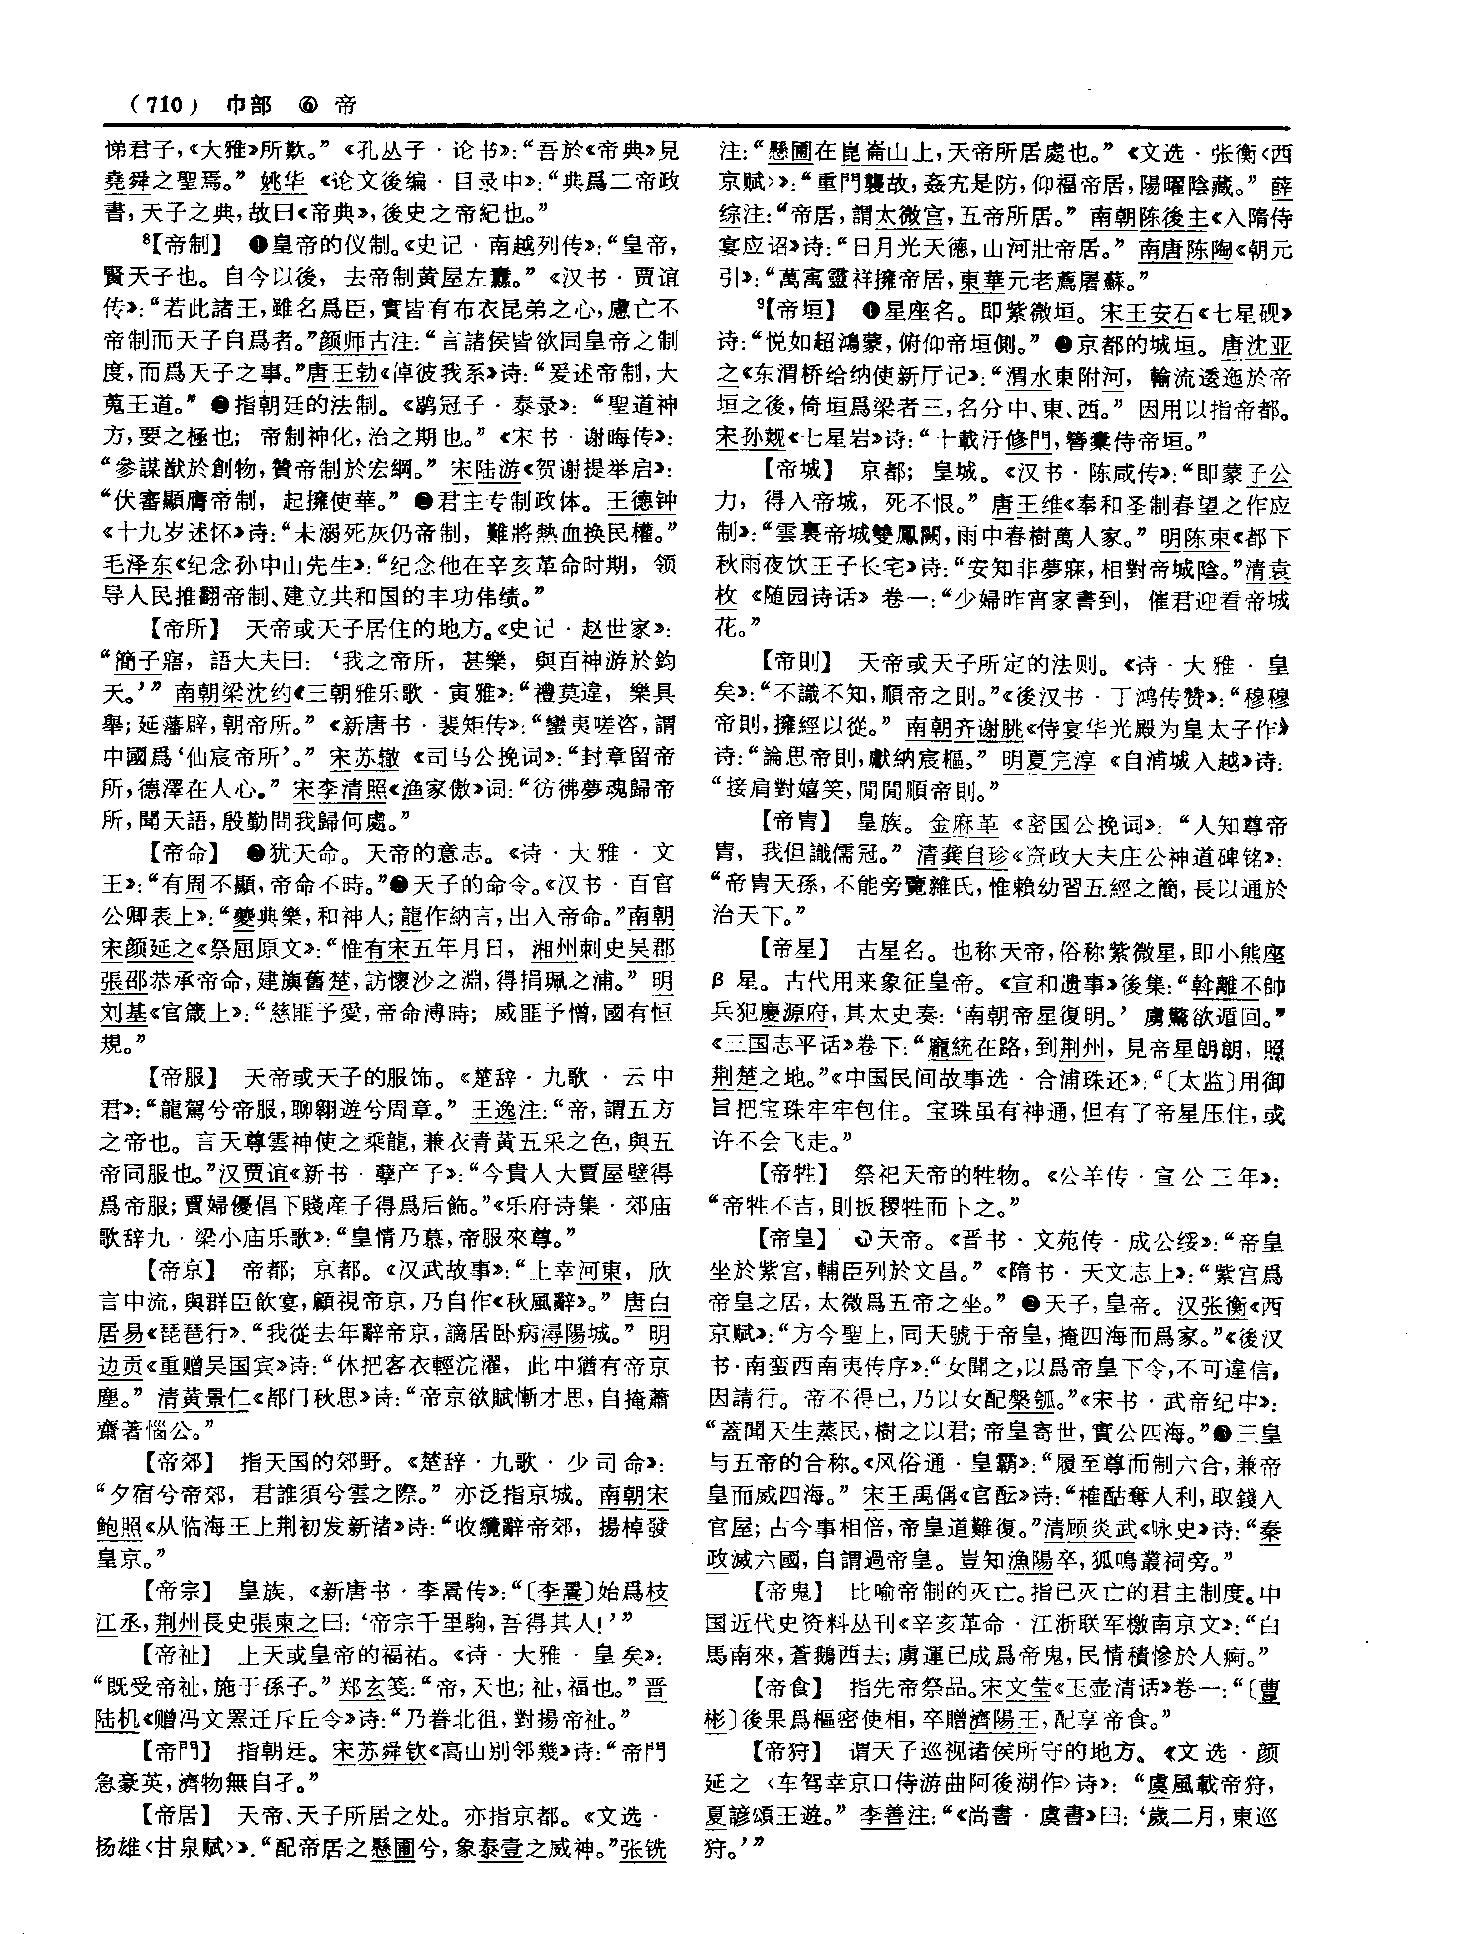 (710) 巾部 ⑥ 帝
悌君子，《大雅》所歎。”《孔丛子·论书》：“吾於《帝典》見
堯舜之聖焉。” 姚华《论文後编·目录中》：“典爲二帝政
書，天子之典，故曰《帝典》，後史之帝紀也。”
⁸【帝制】 ❶皇帝的仪制。《史记·南越列传》：“皇帝，
賢天子也。自今以後，去帝制黄屋左纛。”《汉书·贾谊
传》：“若此諸王，雖名爲臣，實皆有布衣昆弟之心，慮亡不
帝制而天子自爲者。”颜师古注：“言諸侯皆欲同皇帝之制
度，而爲天子之事。”唐王勃《倬彼我系》诗：“爰述帝制，大
蒐王道。” ❷指朝廷的法制。《鹖冠子·泰录》：“聖道神
方，要之極也；帝制神化，治之期也。”《宋书·谢晦传》：
“參謀猷於創物，贊帝制於宏綱。” 宋陆游《贺谢提举启》：
“伏審顯膺帝制，起擁使華。” ❸君主专制政体。王德钟
《十九岁述怀》诗：“未溺死灰仍帝制，難將熱血换民權。”
毛泽东《纪念孙中山先生》：“纪念他在辛亥革命时期，领
导人民推翻帝制、建立共和国的丰功伟绩。”
【帝所】 天帝或天子居住的地方。《史记·赵世家》：
“簡子寤，語大夫曰：‘我之帝所，甚樂，與百神游於鈞
天。’” 南朝梁沈约《三朝雅乐歌·寅雅》：“禮莫違，樂具
舉；延藩辟，朝帝所。”《新唐书·裴矩传》：“蠻夷嗟咨，謂
中國爲‘仙宸帝所’。” 宋苏辙《司马公挽词》：“封章留帝
所，德澤在人心。” 宋李清照《渔家傲》词：“彷彿夢魂歸帝
所，聞天語，殷勤問我歸何處。”
【帝命】 ❶犹天命。天帝的意志。《诗·大雅·文
王》：“有周不顯，帝命不時。”❷天子的命令。《汉书·百官
公卿表上》：“夔典樂，和神人；龍作納言，出入帝命。”南朝
宋颜延之《祭屈原文》：“惟有宋五年月日，湘州刺史吴郡
張邵恭承帝命，建旟舊楚，訪懷沙之淵，得捐珮之浦。” 明
刘基《官箴上》：“慈匪予愛，帝命溥時；威匪予憎，國有恒
規。”
【帝服】 天帝或天子的服饰。《楚辞·九歌·云中
君》：“龍駕兮帝服，聊翱遊兮周章。” 王逸注：“帝，謂五方
之帝也。言天尊雲神使之乘龍，兼衣青黄五采之色，與五
帝同服也。”汉贾谊《新书·孽产子》：“今貴人大賈屋壁得
爲帝服；賈婦優倡下賤産子得爲后飾。”《乐府诗集·郊庙
歌辞九·梁小庙乐歌》：“皇情乃慕，帝服來尊。”
【帝京】 帝都；京都。《汉武故事》：“上幸河東，欣
言中流，與群臣飲宴，顧視帝京，乃自作《秋風辭》。” 唐白
居易《琵琶行》：“我從去年辭帝京，謫居卧病潯陽城。” 明
边贡《重赠吴国宾》诗：“休把客衣輕浣濯，此中猶有帝京
塵。” 清黄景仁《都门秋思》诗：“帝京欲賦慚才思，自掩蕭
齋著惱公。”
【帝郊】 指天国的郊野。《楚辞·九歌·少司命》：
“夕宿兮帝郊，君誰須兮雲之際。” 亦泛指京城。南朝宋
鲍照《从临海王上荆初发新渚》诗：“收纜辭帝郊，揚棹發
皇京。”
【帝宗】 皇族。《新唐书·李暠传》：“〔李暠〕始爲枝
江丞，荆州長史張柬之曰：‘帝宗千里駒，吾得其人！’”
【帝祉】 上天或皇帝的福祐。《诗·大雅·皇矣》：
“既受帝祉，施于孫子。” 郑玄笺：“帝，天也；祉，福也。” 晋
陆机《赠冯文罴迁斥丘令》诗：“乃眷北徂，對揚帝祉。”
【帝門】 指朝廷。宋苏舜钦《高山别邻幾》诗：“帝門
急豪英，濟物無自孑。”
【帝居】 天帝、天子所居之处。亦指京都。《文选·
扬雄〈甘泉赋〉》：“配帝居之懸圃兮，象泰壹之威神。”张铣
注：“懸圃在崑崙山上，天帝所居處也。”《文选·张衡〈西
京赋〉》：“重門襲故，姦宄是防，仰福帝居，陽曜陰藏。” 薛
综注：“帝居，謂太微宫，五帝所居。” 南朝陈後主《入隋侍
宴应诏》诗：“日月光天德，山河壯帝居。” 南唐陈陶《朝元
引》：“萬㝢靈祥擁帝居，東華元老薦屠蘇。”
⁹【帝垣】 ❶星座名。即紫微垣。宋王安石《七星砚》
诗：“恍如超鴻蒙，俯仰帝垣側。” ❷京都的城垣。唐沈亚
之《东渭桥给纳使新厅记》：“渭水東附河，輸流逶迤於帝
垣之後，倚垣爲梁者三，名分中、東、西。” 因用以指帝都。
宋孙觌《七星岩》诗：“十載汙修門，簪橐侍帝垣。”
【帝城】 京都；皇城。《汉书·陈咸传》：“即蒙子公
力，得入帝城，死不恨。” 唐王维《奉和圣制春望之作应
制》：“雲裏帝城雙鳳闕，雨中春樹萬人家。” 明陈束《都下
秋雨夜饮王子长宅》诗：“安知非夢寐，相對帝城陰。”清袁
枚《随园诗话》卷一：“少婦昨宵家書到，催君迎看帝城
花。”
【帝則】 天帝或天子所定的法则。《诗·大雅·皇
矣》：“不識不知，順帝之則。”《後汉书·丁鸿传赞》：“穆穆
帝則，擁經以從。” 南朝齐谢朓《侍宴华光殿为皇太子作》
诗：“論思帝則，獻納宸樞。” 明夏完淳《自浦城入越》诗：
“接肩對嬉笑，閒閒順帝則。”
【帝胄】 皇族。金麻革《密国公挽词》：“人知尊帝
胄，我但識儒冠。” 清龚自珍《资政大夫庄公神道碑铭》：
“帝胄天孫，不能旁覽雜氏，惟賴幼習五經之簡，長以通於
治天下。”
【帝星】 古星名。也称天帝，俗称紫微星，即小熊座
β星。古代用来象征皇帝。《宣和遗事》後集：“斡離不帥
兵犯慶源府，其太史奏：‘南朝帝星復明。’虜驚欲遁回。”
《三国志平话》卷下：“龐統在路，到荆州，見帝星朗朗，照
荆楚之地。”《中国民间故事选·合浦珠还》：“〔太监〕用御
旨把宝珠牢牢包住。宝珠虽有神通，但有了帝星压住，或
许不会飞走。”
【帝牲】 祭祀天帝的牲物。《公羊传·宣公三年》：
“帝牲不吉，則扳稷牲而卜之。”
【帝皇】 ❶天帝。《晋书·文苑传·成公绥》：“帝皇
坐於紫宫，輔臣列於文昌。”《隋书·天文志上》：“紫宫爲
帝皇之居，太微爲五帝之坐。” ❷天子，皇帝。汉张衡《西
京赋》：“方今聖上，同天號于帝皇，掩四海而爲家。”《後汉
书·南蛮西南夷传序》：“女聞之，以爲帝皇下令，不可違信，
因請行。帝不得已，乃以女配槃瓠。”《宋书·武帝纪中》：
“蓋聞天生蒸民，樹之以君；帝皇寄世，實公四海。”❸三皇
与五帝的合称。《风俗通·皇霸》：“履至尊而制六合，兼帝
皇而威四海。” 宋王禹偁《官酝》诗：“榷酤奪人利，取錢入
官屋；古今事相倍，帝皇道難復。”清顾炎武《咏史》诗：“秦
政滅六國，自謂過帝皇。豈知漁陽卒，狐鳴叢祠旁。”
【帝鬼】 比喻帝制的灭亡。指已灭亡的君主制度。中
国近代史资料丛刊《辛亥革命·江浙联军檄南京文》：“白
馬南來，蒼鵝西去；虜運已成爲帝鬼，民情積慘於人痾。”
【帝食】 指先帝祭品。宋文莹《玉壶清话》卷一：“〔曹
彬〕後果爲樞密使相，卒贈濟陽王，配享帝食。”
【帝狩】 谓天子巡视诸侯所守的地方。《文选·颜
延之〈车驾幸京口侍游曲阿後湖作〉诗》：“虞風載帝狩，
夏諺頌王遊。” 李善注：“《尚書·虞書》曰：‘歲二月，東巡
狩。’”